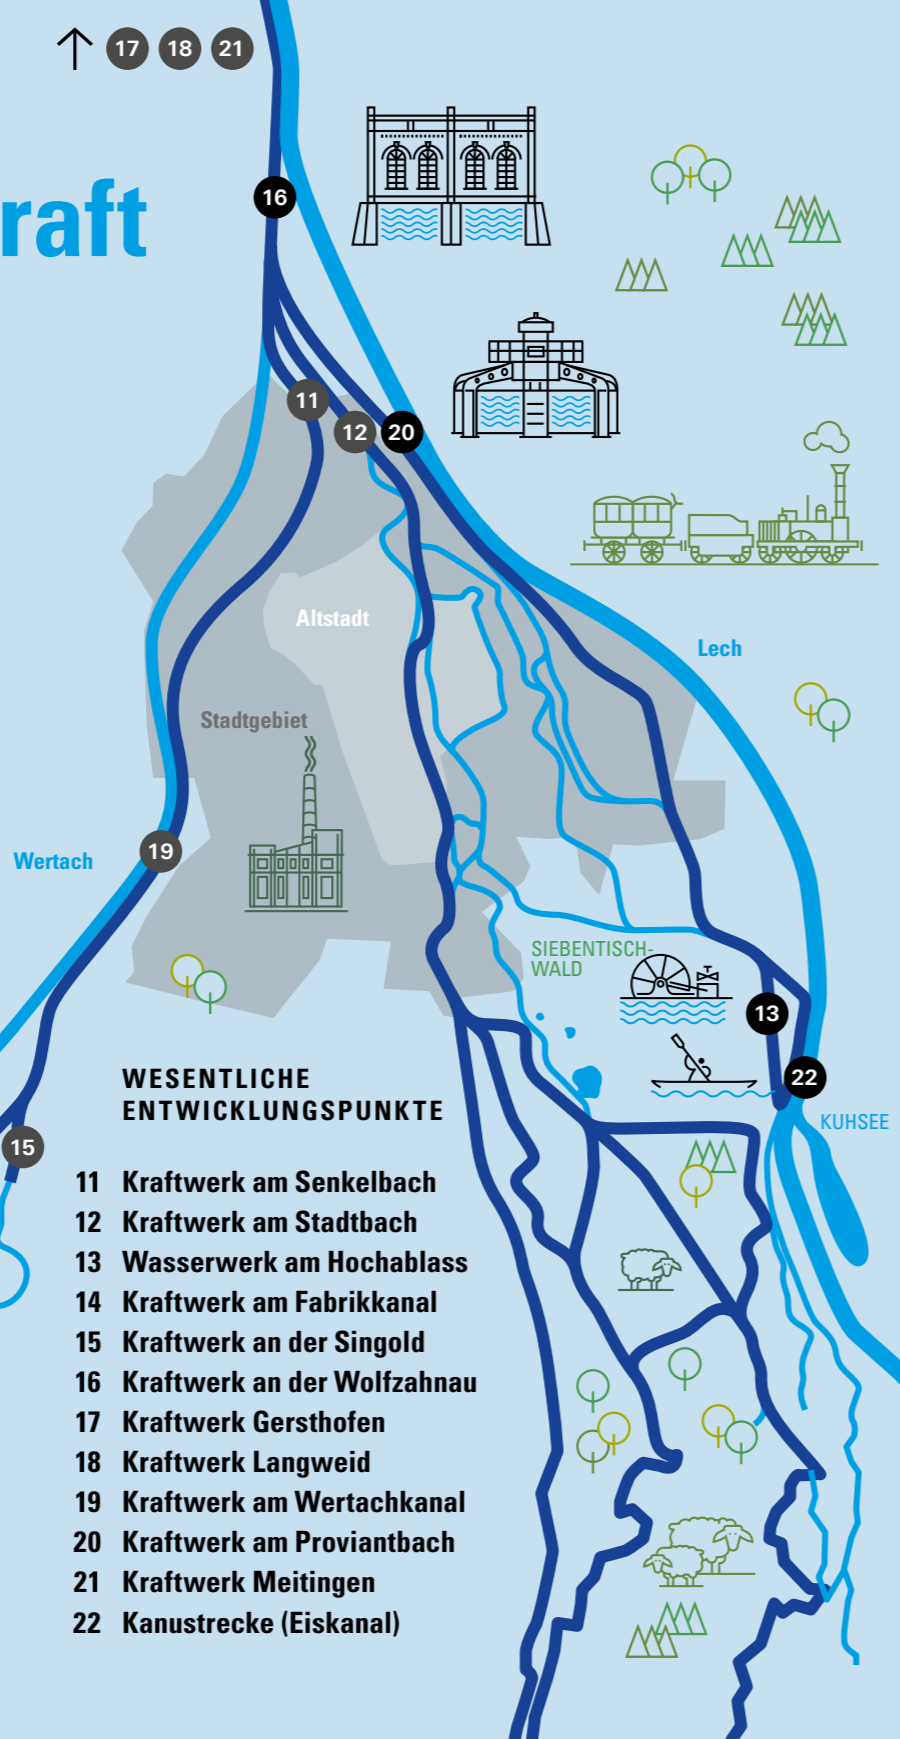 17 18 21
raft
16
11
12 20
Altstadt
Lech
Stadtgebiet
Wertach
19
SIEBENTISCH-
WALD
13
22
KUHSEE
15
WESENTLICHE
ENTWICKLUNGSPUNKTE
11 Kraftwerk am Senkelbach
12 Kraftwerk am Stadtbach
13 Wasserwerk am Hochablass
14 Kraftwerk am Fabrikkanal
15 Kraftwerk an der Singold
16 Kraftwerk an der Wolfzahnau
17 Kraftwerk Gersthofen
18 Kraftwerk Langweid
19 Kraftwerk am Wertachkanal
20 Kraftwerk am Proviantbach
21 Kraftwerk Meitingen
22 Kanustrecke (Eiskanal)